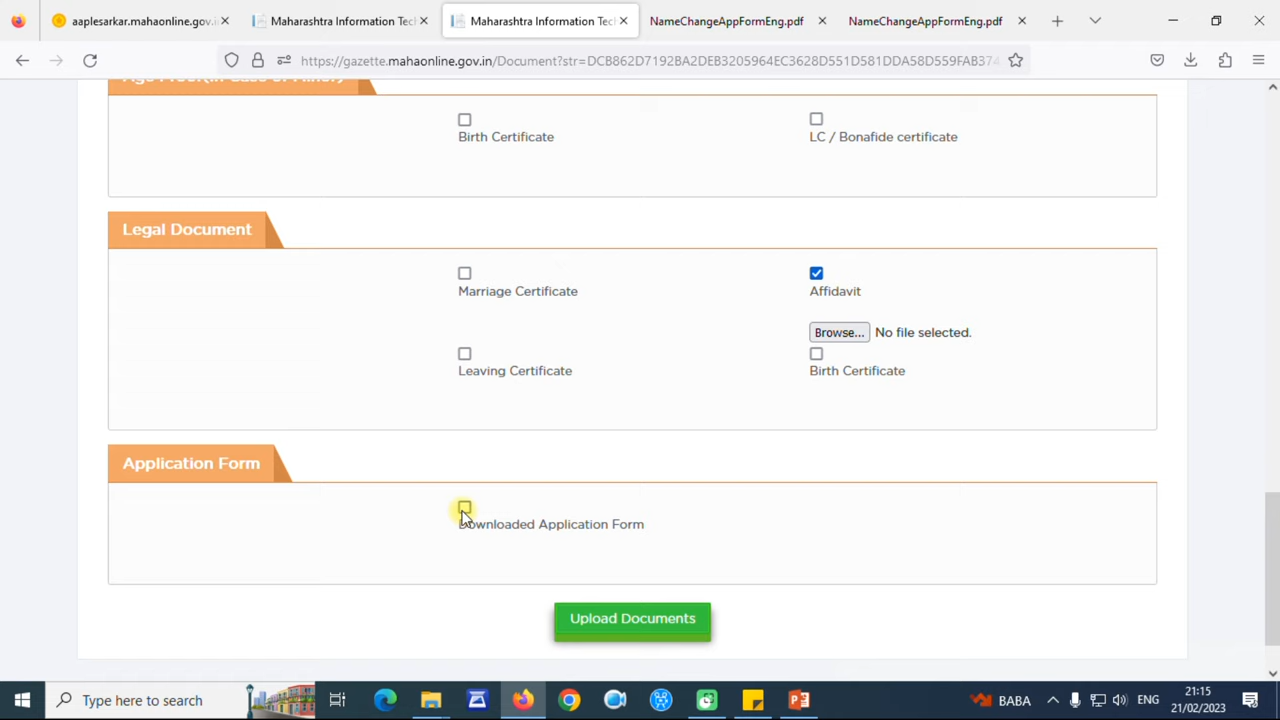 aaplesarkar.mahaonline.gov.i
Maharashtra Information Tec
Maharashtra Information Tec
NameChangeAppFormEng.pdf
NameChangeAppFormEng.pdf
https://gazette.mahaonline.gov.in/Document?str=DCB862D7192BA2DEB3205964EC3628D551D581DDA58D559FAB374
Birth Certificate
LC / Bonafide certificate
Legal Document
Marriage Certificate
Affidavit
Browse... No file selected.
Leaving Certificate
Birth Certificate
Application Form
Downloaded Application Form
Upload Documents
Type here to search
BABA
ENG
21:15
21/02/2023